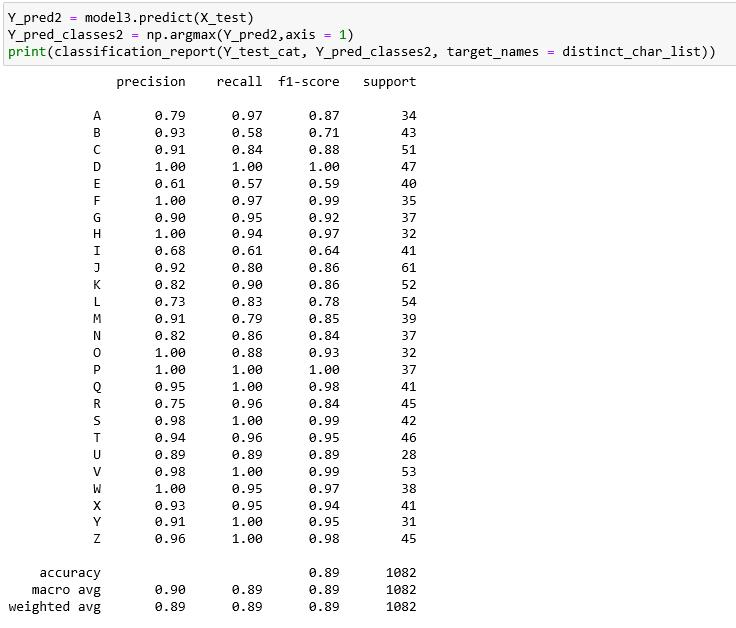 Y_pred2 = model3.predict(X_test)
Y_pred_classes2 = np.argmax(Y_pred2,axis = 1)
print(classification_report(Y_test_cat, Y_pred_classes2, target_names = distinct_char_list))
precision recall f1-score support
A 0.79 0.97 0.87 34
B 0.93 0.58 0.71 43
C 0.91 0.84 0.88 51
D 1.00 1.00 1.00 47
E 0.61 0.57 0.59 40
F 1.00 0.97 0.99 35
G 0.90 0.95 0.92 37
H 1.00 0.94 0.97 32
I 0.68 0.61 0.64 41
J 0.92 0.80 0.86 61
K 0.82 0.90 0.86 52
L 0.73 0.83 0.78 54
M 0.91 0.79 0.85 39
N 0.82 0.86 0.84 37
O 1.00 0.88 0.93 32
P 1.00 1.00 1.00 37
Q 0.95 1.00 0.98 41
R 0.75 0.96 0.84 45
S 0.98 1.00 0.99 42
T 0.94 0.96 0.95 46
U 0.89 0.89 0.89 28
V 0.98 1.00 0.99 53
W 1.00 0.95 0.97 38
X 0.93 0.95 0.94 41
Y 0.91 1.00 0.95 31
Z 0.96 1.00 0.98 45
accuracy 0.89 1082
macro avg 0.90 0.89 0.89 1082
weighted avg 0.89 0.89 0.89 1082